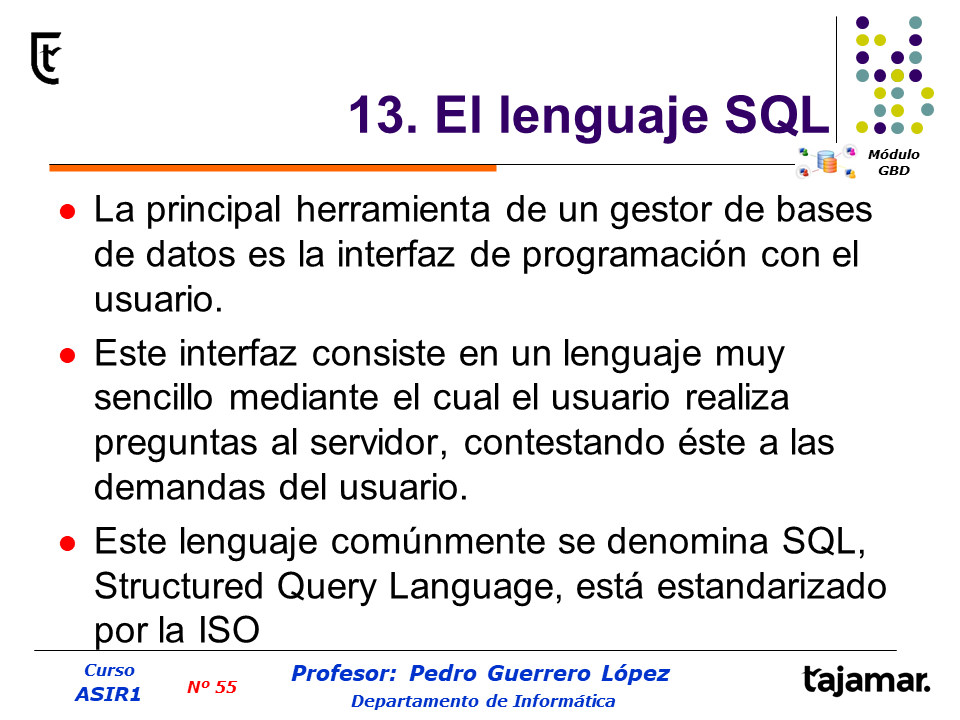 13. El lenguaje SQL
Módulo
GBD
La principal herramienta de un gestor de bases
de datos es la interfaz de programación con el
usuario.
Este interfaz consiste en un lenguaje muy
sencillo mediante el cual el usuario realiza
preguntas al servidor, contestando éste a las
demandas del usuario.
Este lenguaje comúnmente se denomina SQL,
Structured Query Language, está estandarizado
por la ISO
Curso
ASIR1
Nº 55
Profesor: Pedro Guerrero López
Departamento de Informática
tajamar.